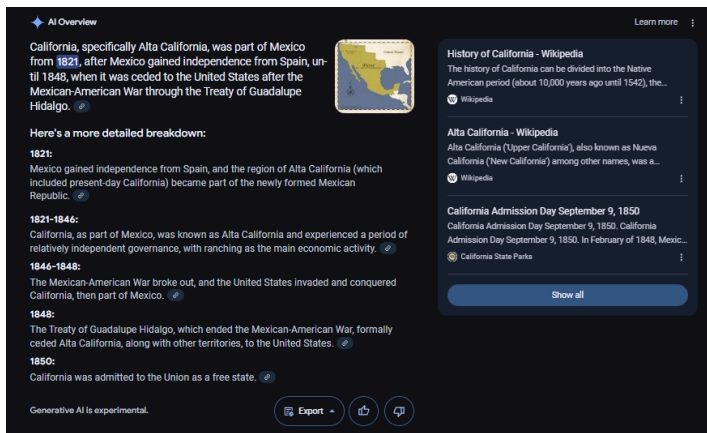 AI Overview
Learn more
California, specifically Alta California, was part of Mexico
from 1821, after Mexico gained independence from Spain, un-
til 1848, when it was ceded to the United States after the
Mexican-American War through the Treaty of Guadalupe
Hidalgo.
Here's a more detailed breakdown:
1821:
Mexico gained independence from Spain, and the region of Alta California (which
included present-day California) became part of the newly formed Mexican
Republic.
1821-1846:
California, as part of Mexico, was known as Alta California and experienced a period of
relatively independent governance, with ranching as the main economic activity.
1846-1848:
The Mexican-American War broke out, and the United States invaded and conquered
California, then part of Mexico.
1848:
The Treaty of Guadalupe Hidalgo, which ended the Mexican-American War, formally
ceded Alta California, along with other territories, to the United States.
1850:
California was admitted to the Union as a free state.
Generative AI is experimental.
Export
History of California - Wikipedia
The history of California can be divided into the Native
American period (about 10,000 years ago until 1542), the...
Wikipedia
Alta California - Wikipedia
Alta California ('Upper California'), also known as Nueva
California ('New California') among other names, was a...
Wikipedia
California Admission Day September 9, 1850
California Admission Day September 9, 1850. California
Admission Day September 9, 1850. In February of 1848, Mexic...
California State Parks
Show all